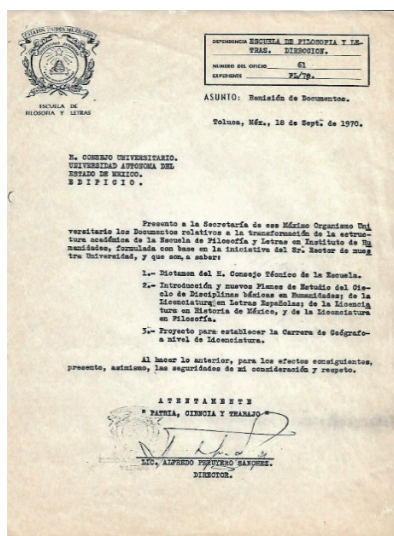 ESTADOS UNIDOS MEXICANOS
ESCUELA DE
FILOSOFIA Y LETRAS
DEPENDENCIA ESCUELA DE FILOSOFIA Y LE-
TRAS. DIRECCION.
NUMERO DEL OFICIO 61
EXPEDIENTE FL/79.
ASUNTO: Remisión de Documentos.
Toluca, Méx., 18 de Sept. de 1970.
H. CONSEJO UNIVERSITARIO.
UNIVERSIDAD AUTONOMA DEL
ESTADO DE MEXICO.
E D I F I C I O .
Presento a la Secretaría de ese Máximo Organismo Uni
versitario los Documentos relativos a la transformación de la estruc-
tura académica de la Escuela de Filosofía y Letras en Instituto de Hu
manidades, formulada con base en la iniciativa del Sr. Rector de nues
tra Universidad, y que son, a saber:
1.- Dictamen del H. Consejo Técnico de la Escuela.
2.- Introducción y nuevos Planes de Estudio del Ci-
clo de Disciplinas básicas en Humanidades; de la
Licenciatura en Letras Españolas; de la Licencia
tura en Historia de México, y de la Licenciatura
en Filosofía.
3.- Proyecto para establecer la Carrera de Geógrafo-
a nivel de Licenciatura.
Al hacer lo anterior, para los efectos consiguientes,
presento, asimismo, las seguridades de mi consideración y respeto.
A T E N T A M E N T E
" PATRIA, CIENCIA Y TRABAJO "
LIC. ALFREDO PERUYERO SANCHEZ.
DIRECTOR.